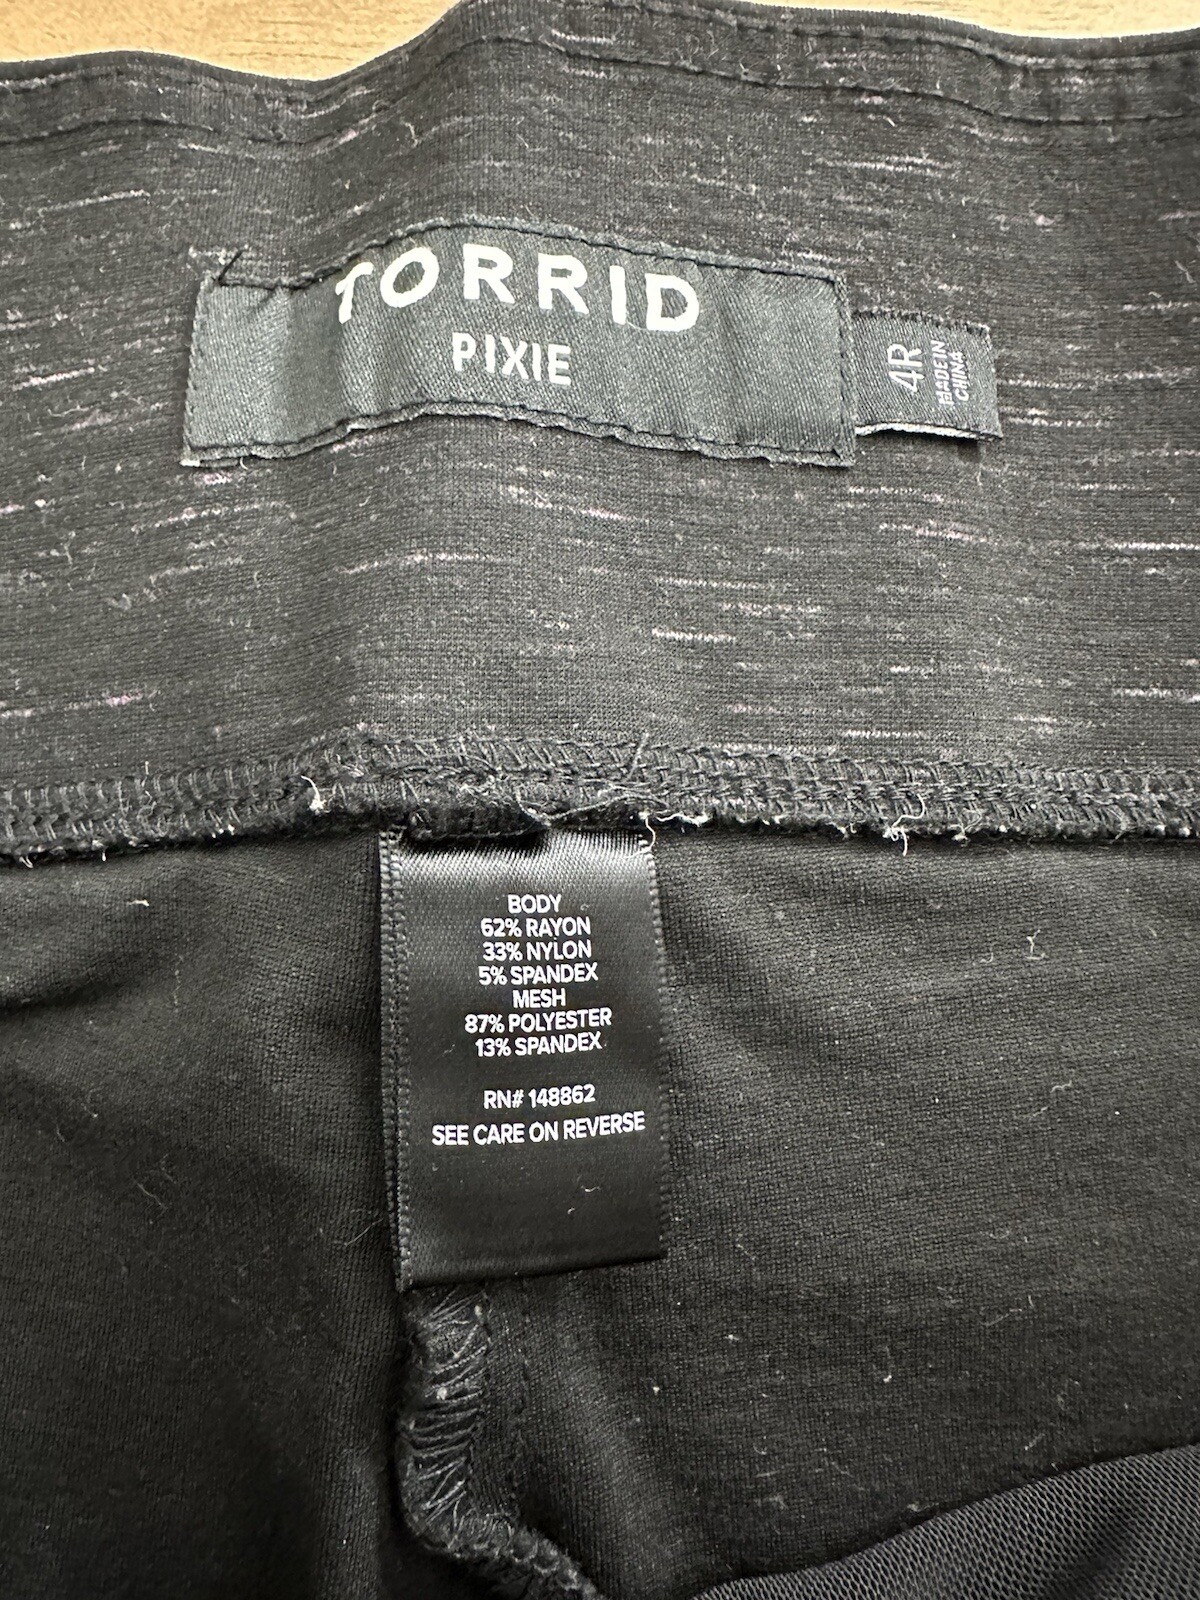 TORRID
PIXIE
4R
MADE IN
CHINA
BODY
62% RAYON
33% NYLON
5% SPANDEX
MESH
87% POLYESTER
13% SPANDEX
RN# 148862
SEE CARE ON REVERSE